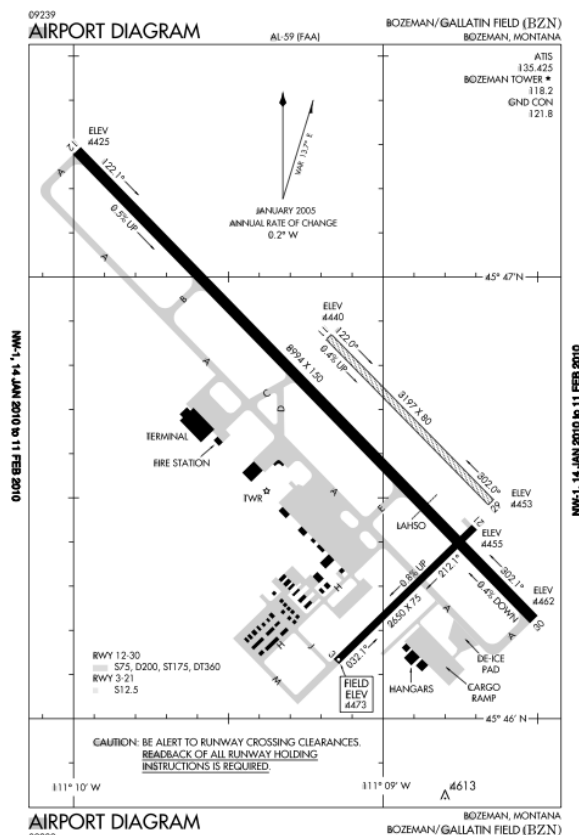 09239
AIRPORT DIAGRAM
AL-59 (FAA)
BOZEMAN/GALLATIN FIELD (BZN)
BOZEMAN, MONTANA
ATIS
135.425
BOZEMAN TOWER *
118.2
GND CON
121.8
ELEV
4425
12
122.1°
0.5% UP
VAR 13.7° E
JANUARY 2005
ANNUAL RATE OF CHANGE
0.2° W
A
A
B
A
45° 47'N
ELEV
4440
11
122.0°
0.4% UP
8994 X 150
3197 X 80
302.0°
29
ELEV
4453
C
D
TERMINAL
FIRE STATION
TWR
A
E
LAHSO
21
ELEV
4455
212.1°
302.1°
0.8% UP
0.4% DOWN
2650 X 75
ELEV
4462
30
A
A
H
H
J
M
3
032.1°
FIELD
ELEV
4473
HANGARS
DE-ICE
PAD
CARGO
RAMP
RWY 12-30
S75, D200, ST175, DT360
RWY 3-21
S12.5
45° 46'N
CAUTION: BE ALERT TO RUNWAY CROSSING CLEARANCES.
READBACK OF ALL RUNWAY HOLDING
INSTRUCTIONS IS REQUIRED.
111° 10'W
111° 09'W
4613
NW-1, 14 JAN 2010 to 11 FEB 2010
NW-1, 14 JAN 2010 to 11 FEB 2010
AIRPORT DIAGRAM
BOZEMAN, MONTANA
BOZEMAN/GALLATIN FIELD (BZN)